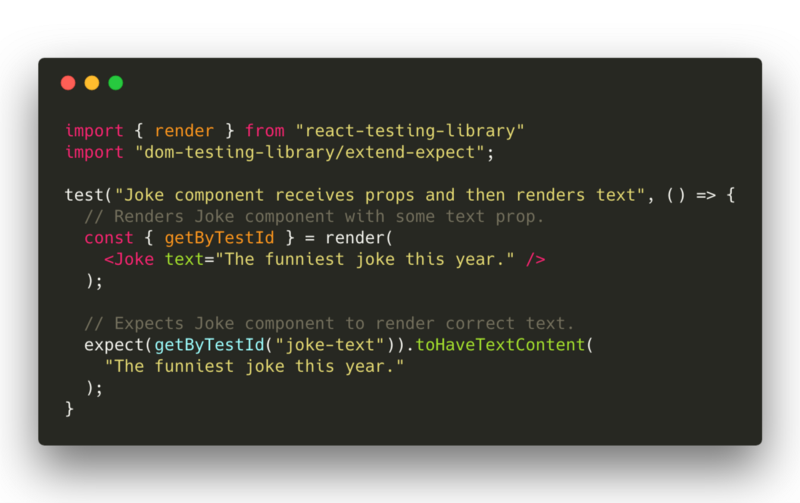 import { render } from "react-testing-library"
import "dom-testing-library/extend-expect";
test("Joke component receives props and then renders text", () => {
// Renders Joke component with some text prop.
const { getByTestId } = render(
<Joke text="The funniest joke this year." />
);
// Expects Joke component to render correct text.
expect(getByTestId("joke-text")).toHaveTextContent(
"The funniest joke this year."
);
}